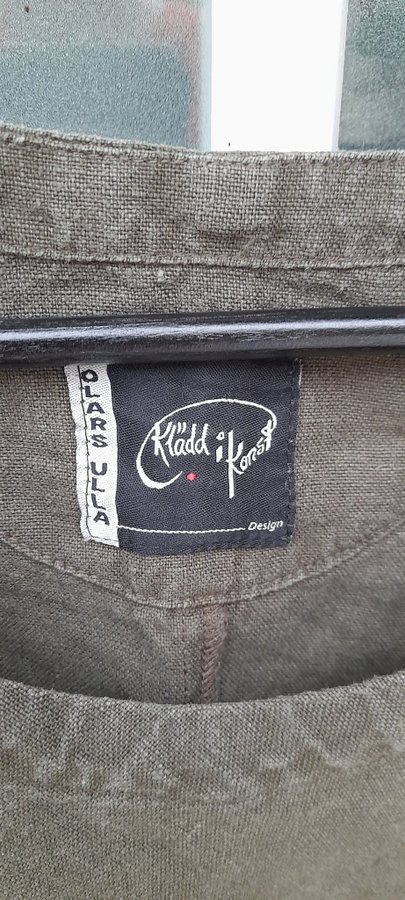 OLARS ULLA
Klädd i Konst
Design